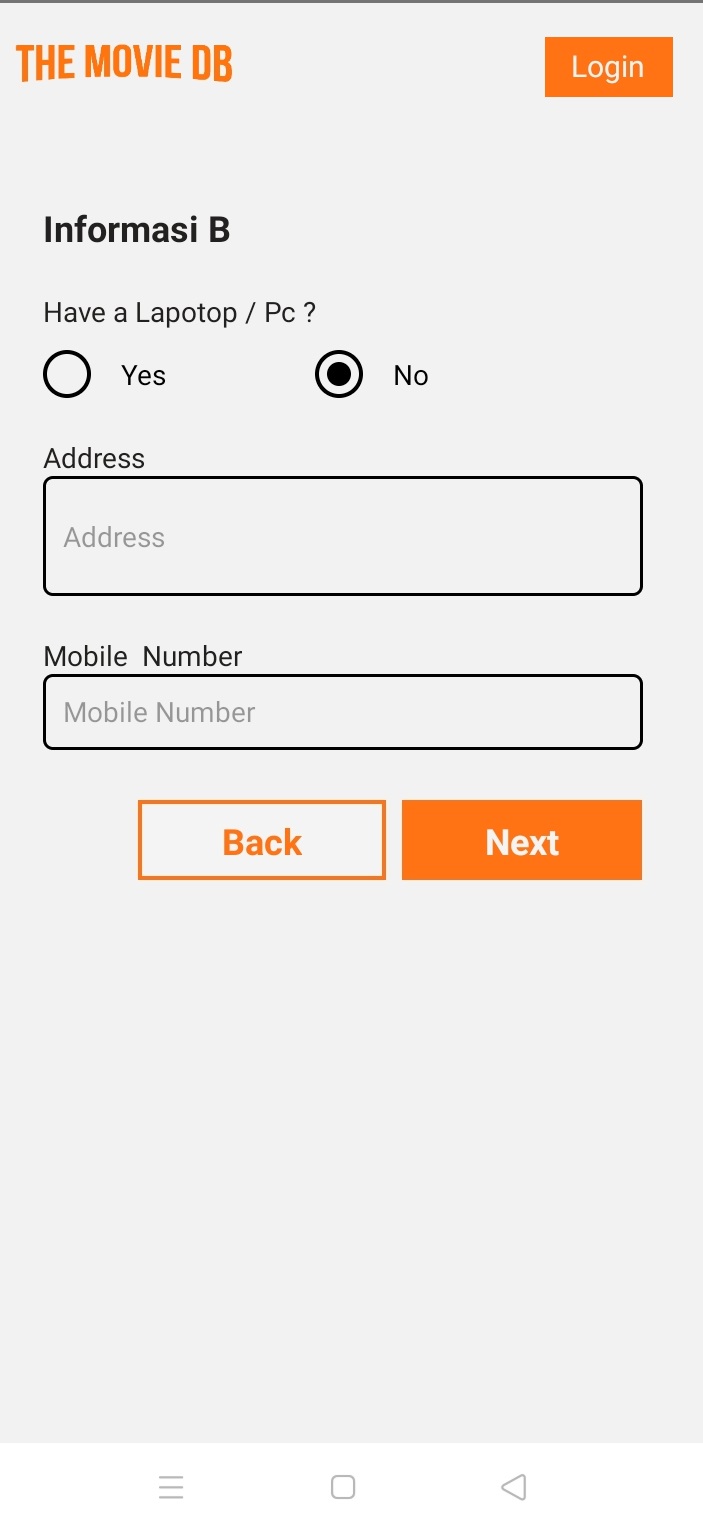 THE MOVIE DB
Login
Informasi B
Have a Lapotop / Pc ?
Yes No
Address
Address
Mobile  Number
Mobile Number
Back Next